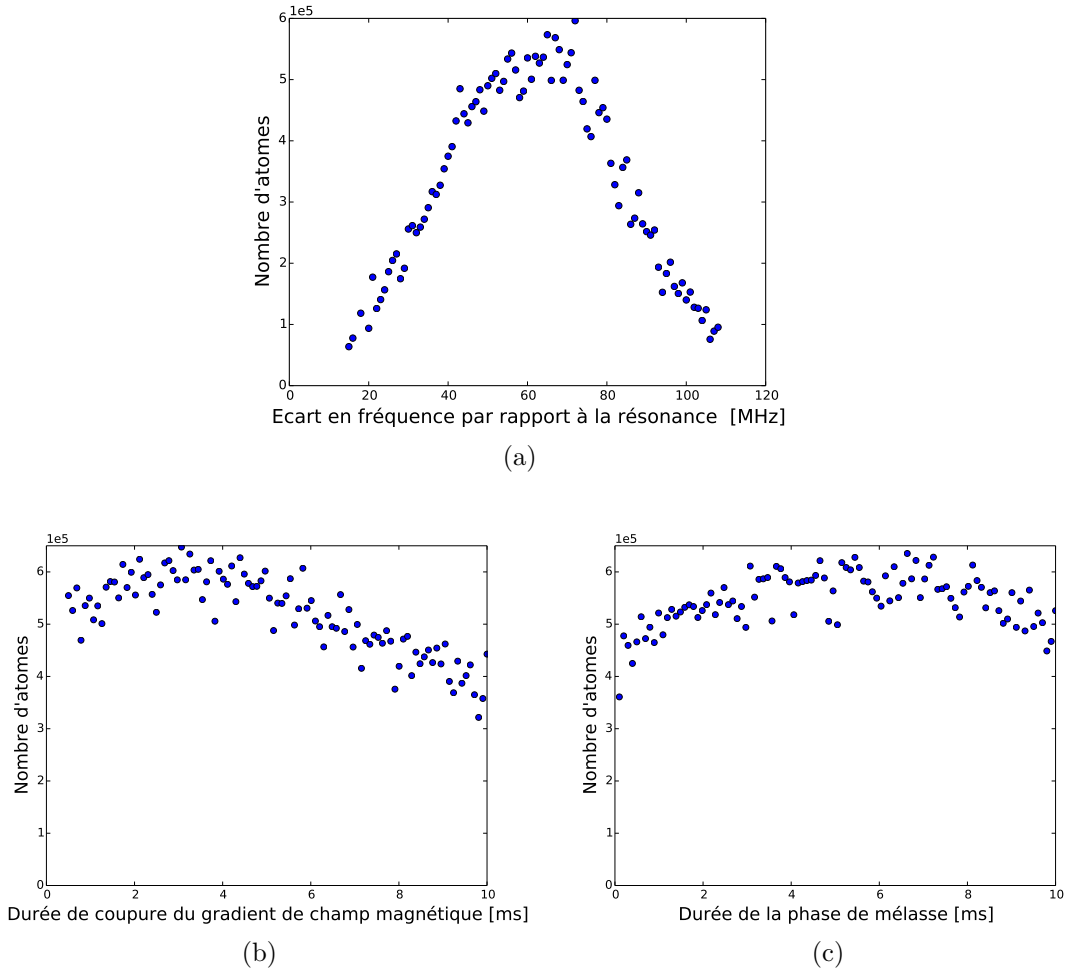 1e5
6
5
4
3
2
1
0
0 20 40 60 80 100 120
Nombre d'atomes
Ecart en fréquence par rapport à la résonance [MHz]
(a)
1e5
6
5
4
3
2
1
0
0 2 4 6 8 10
Nombre d'atomes
Durée de coupure du gradient de champ magnétique [ms]
(b)
1e5
6
5
4
3
2
1
0
0 2 4 6 8 10
Nombre d'atomes
Durée de la phase de mélasse [ms]
(c)